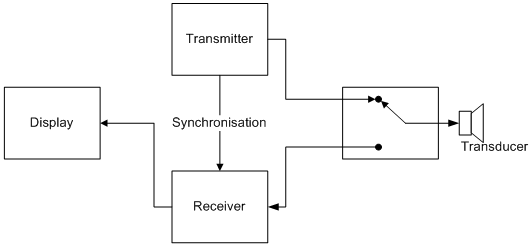 Transmitter
Display
Synchronisation
Transducer
Receiver